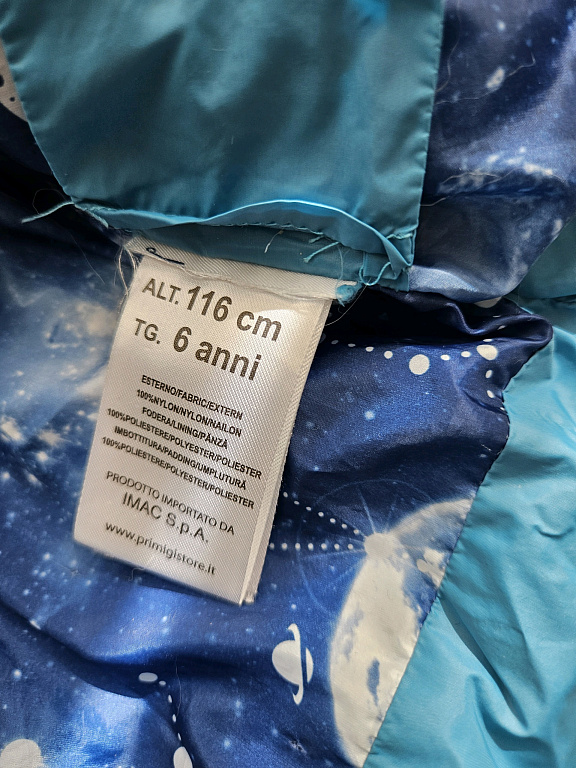 ALT. 116 cm
TG. 6 anni
ESTERNO/FABRIC/EXTERN
100%NYLON/NYLON/NAILON
FODERA/LINING/PÂNZĂ
100%POLIESTERE/POLYESTER/POLIESTER
IMBOTTITURA/PADDING/UMPLUTURĂ
100%POLIESTERE/POLYESTER/POLIESTER
PRODOTTO IMPORTATO DA
IMAC S.p.A.
www.primigistore.it